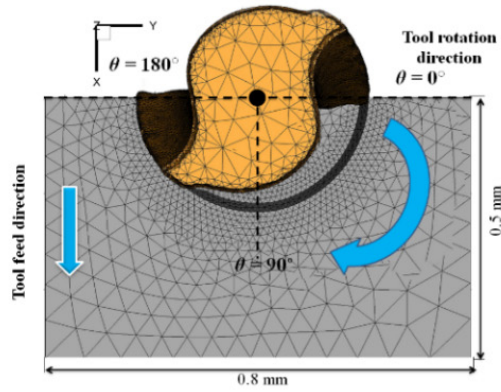 Z
Y
X
θ = 180°
Tool rotation
direction
θ = 0°
Tool feed direction
θ = 90°
0.5 mm
0.8 mm